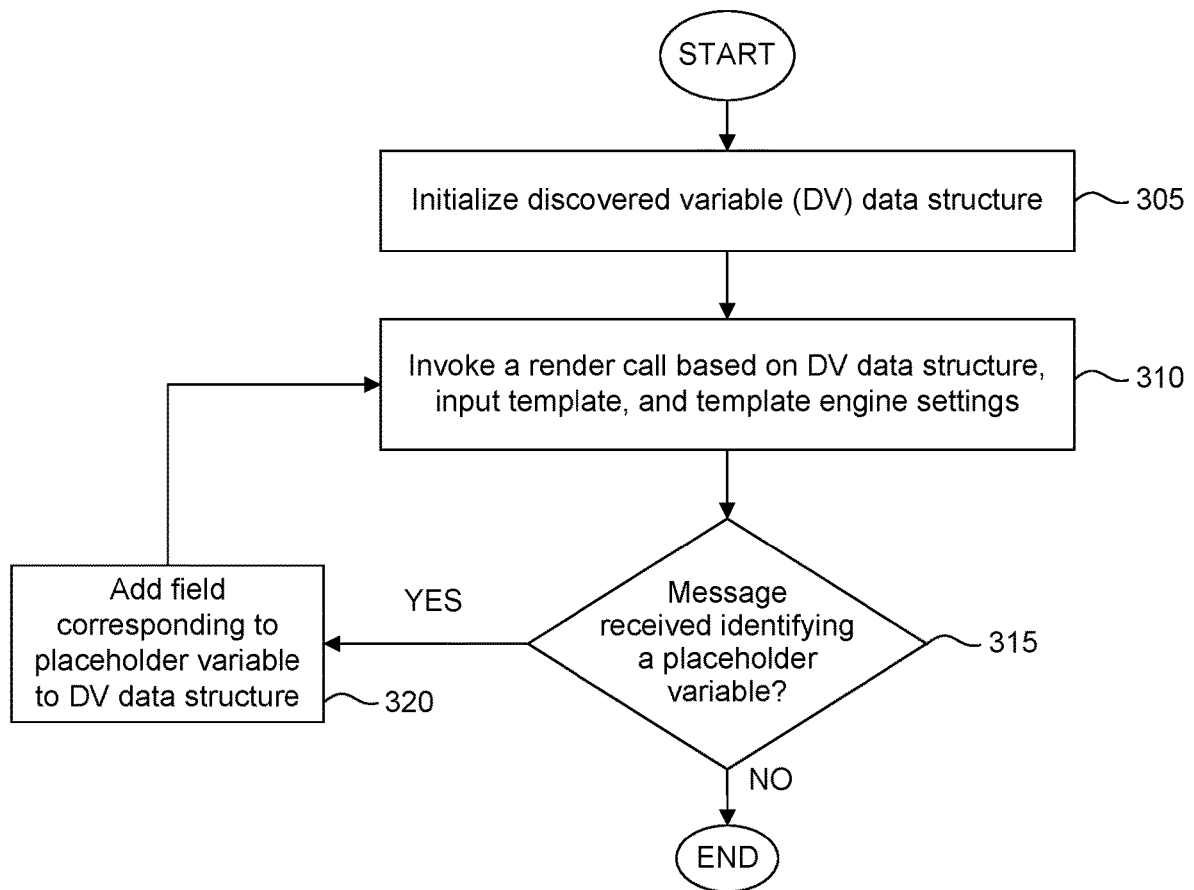 START
Initialize discovered variable (DV) data structure
305
Invoke a render call based on DV data structure,
input template, and template engine settings
310
Message
received identifying
a placeholder
variable?
315
YES
Add field
corresponding to
placeholder variable
to DV data structure
320
NO
END